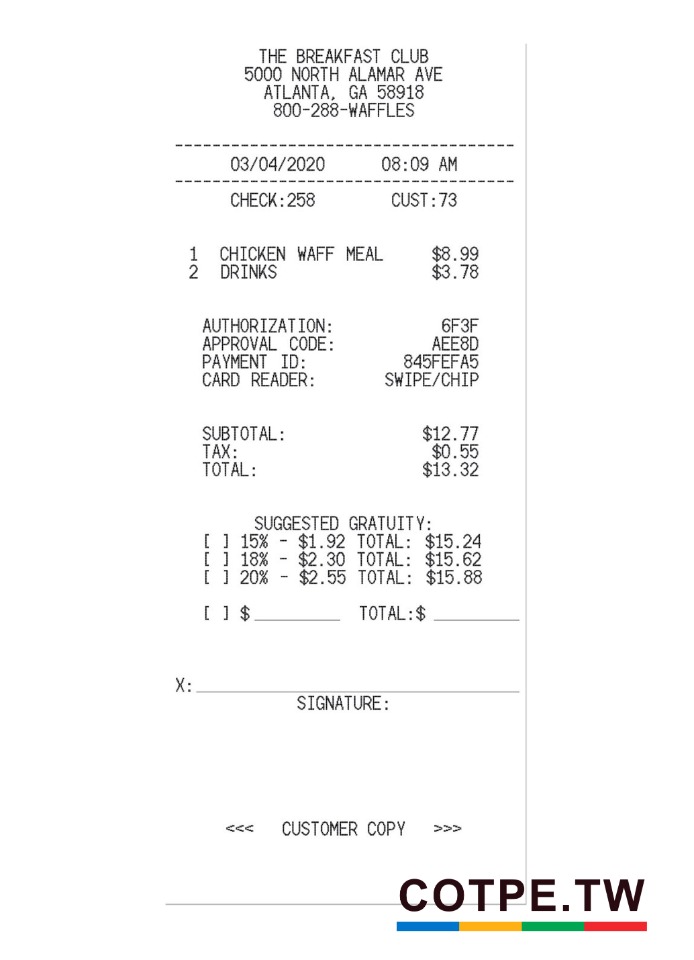 THE BREAKFAST CLUB
5000 NORTH ALAMAR AVE
ATLANTA, GA 58918
800-288-WAFFLES
-------------------------------------
03/04/2020 08:09 AM
-------------------------------------
CHECK:258 CUST:73
1 CHICKEN WAFF MEAL $8.99
2 DRINKS $3.78
AUTHORIZATION: 6F3F
APPROVAL CODE: AEE8D
PAYMENT ID: 845FEFA5
CARD READER: SWIPE/CHIP
SUBTOTAL: $12.77
TAX: $0.55
TOTAL: $13.32
SUGGESTED GRATUITY:
[ ] 15% - $1.92 TOTAL: $15.24
[ ] 18% - $2.30 TOTAL: $15.62
[ ] 20% - $2.55 TOTAL: $15.88
[ ] $ _________ TOTAL:$ _________
X: _________
SIGNATURE:
<<< CUSTOMER COPY >>>
COTPE.TW